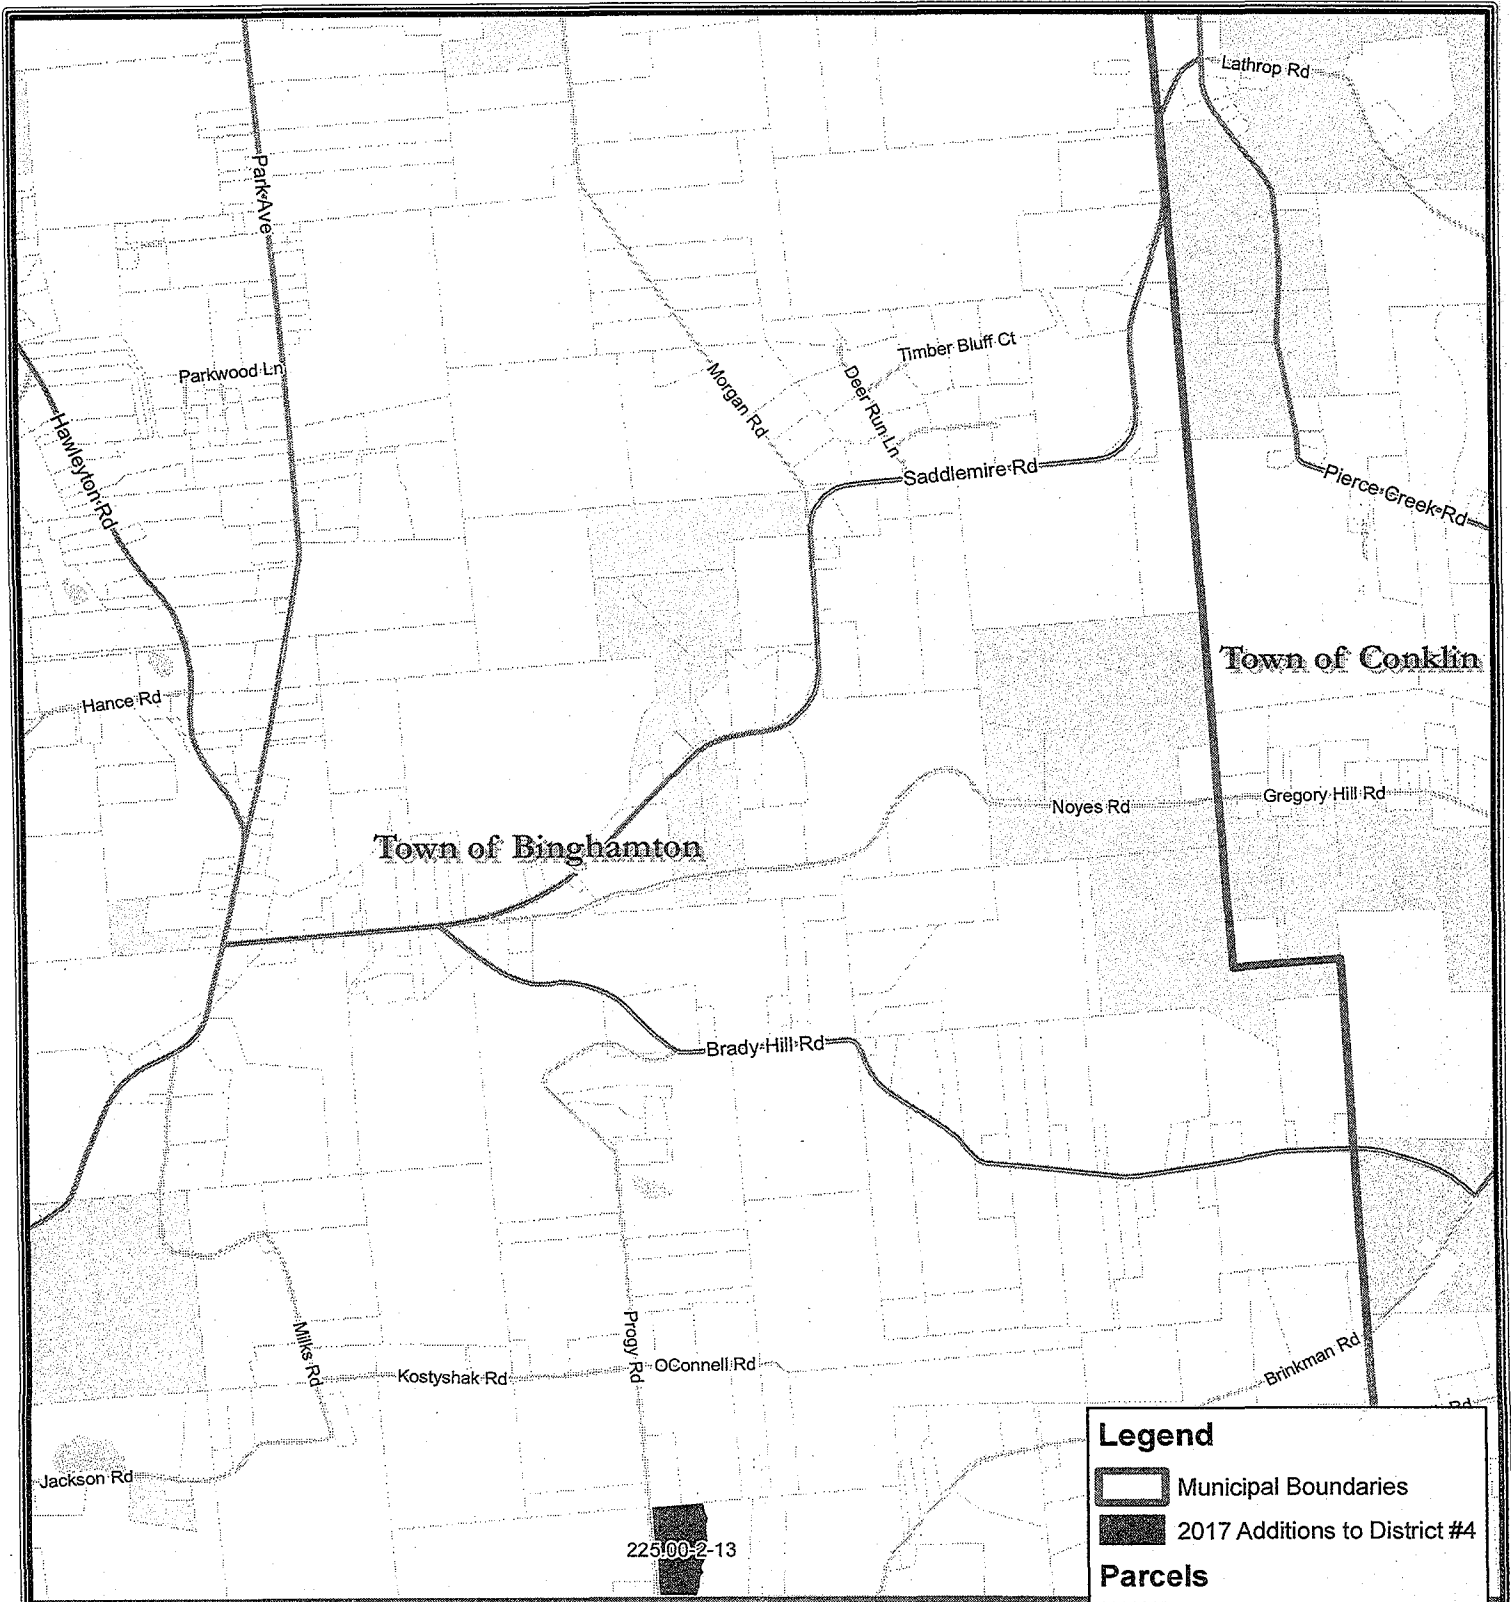 Lathrop Rd
Park Ave
Timber Bluff Ct
Parkwood Ln
Morgan Rd
Deer Run Ln
Hawleyton Rd
Saddlemire Rd
Pierce Creek Rd
Town of Conklin
Hance Rd
Noyes Rd
Gregory Hill Rd
Town of Binghamton
Brady Hill Rd
Milks Rd
Progy Rd
OConnell Rd
Kostyshak Rd
Brinkman Rd
Rd
Jackson Rd
225.00-2-13
Legend
Municipal Boundaries
2017 Additions to District #4
Parcels